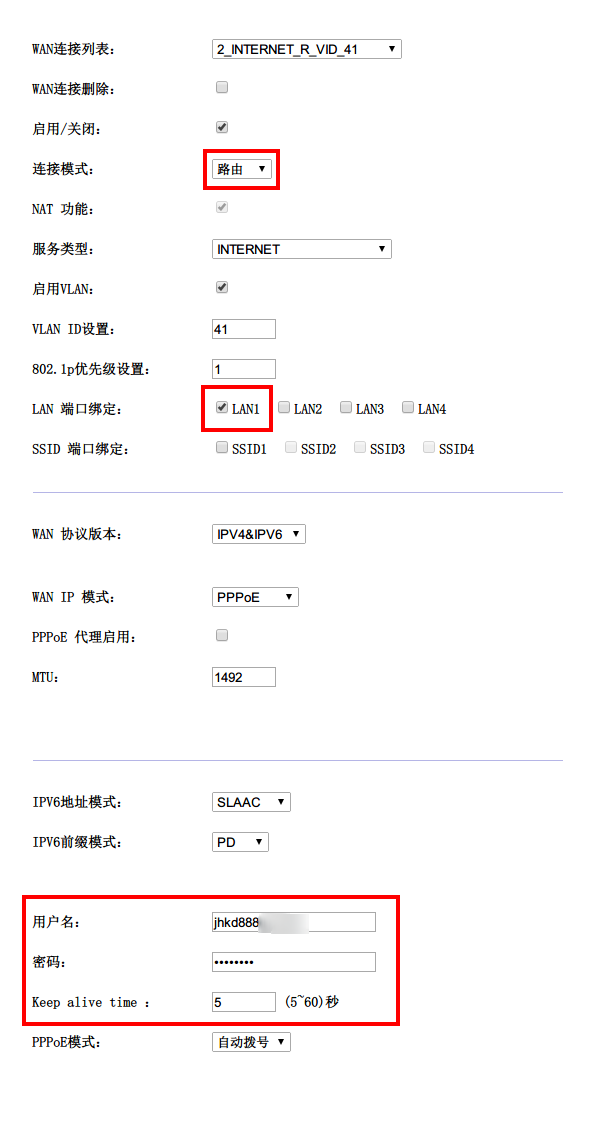 WAN连接列表: 2_INTERNET_R_VID_41
WAN连接删除:
启用/关闭:
连接模式: 路由
NAT 功能:
服务类型: INTERNET
启用VLAN:
VLAN ID设置: 41
802.1p优先级设置: 1
LAN 端口绑定: LAN1 LAN2 LAN3 LAN4
SSID 端口绑定: SSID1 SSID2 SSID3 SSID4
WAN 协议版本: IPV4&IPV6
WAN IP 模式: PPPoE
PPPoE 代理启用:
MTU: 1492
IPV6地址模式: SLAAC
IPV6前缀模式: PD
用户名: jhkd888
密码: ••••••••
Keep alive time : 5 (5~60)秒
PPPoE模式: 自动拨号